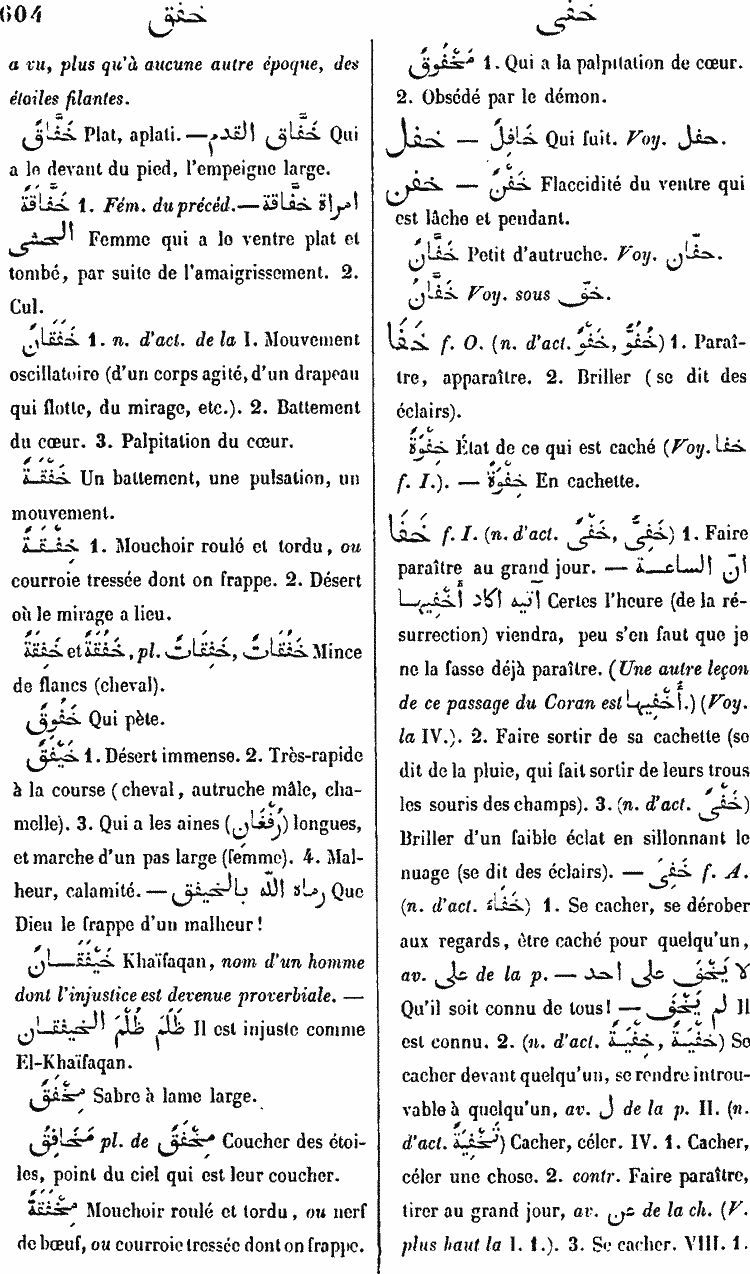 604
خفق
خفى
a vu, plus qu'à aucune autre époque, des
étoiles filantes.
خَفَّاقٌ Plat, aplati. — خَفَّاق القدم Qui
a le devant du pied, l'empeigne large.
خَفَّاقَةٌ 1. Fém. du précéd. — امراة خَفَّاقة
الحشى Femme qui a le ventre plat et
tombé, par suite de l'amaigrissement. 2.
Cul.
خَفَقَانٌ 1. n. d'act. de la I. Mouvement
oscillatoire (d'un corps agité, d'un drapeau
qui flotte, du mirage, etc.). 2. Battement
du cœur. 3. Palpitation du cœur.
خَفْقَةٌ Un battement, une pulsation, un
mouvement.
خَفْقَةٌ 1. Mouchoir roulé et tordu, ou
courroie tressée dont on frappe. 2. Désert
où le mirage a lieu.
خَفِقَةٌ et خُفَقَةٌ, pl. خَفِقَاتٌ, خُفَقَاتٌ Mince
de flancs (cheval).
خَفُوقٌ Qui pète.
خَيْفَقٌ 1. Désert immense. 2. Très-rapide
à la course (cheval, autruche mâle, cha-
melle). 3. Qui a les aines (رُفْغَان) longues,
et marche d'un pas large (femme). 4. Mal-
heur, calamité. — رماه اللّه بالخيفق Que
Dieu le frappe d'un malheur!
خَيْفَقَانٌ Khaïfaqan, nom d'un homme
dont l'injustice est devenue proverbiale. —
ظَلَمَ ظُلْمَ الخيفقان Il est injuste comme
El-Khaïfaqan.
مِخْفَقٌ Sabre à lame large.
مَخَافِقُ pl. de مَخْفَقٌ Coucher des étoi-
les, point du ciel qui est leur coucher.
مِخْفَقَةٌ Mouchoir roulé et tordu, ou nerf
de bœuf, ou courroie tressée dont on frappe.
مَخْفُوقٌ 1. Qui a la palpitation de cœur.
2. Obsédé par le démon.
خفل — خَافِلٌ Qui fuit. Voy. حفل.
خفن — خَفْنٌ Flaccidité du ventre qui
est lâche et pendant.
خَفَّانٌ Petit d'autruche. Voy. حفّان.
خَفَّانُ Voy. sous خفّ.
خَفَا f. O. (n. d'act. خَفْوٌ, خُفُوٌّ) 1. Paraî-
tre, apparaître. 2. Briller (se dit des
éclairs).
خَفْوَةٌ État de ce qui est caché (Voy. خفا
f. I.). — خَفْوَةً En cachette.
خَفَا f. I. (n. d'act. خَفْىٌ, خُفِىٌّ) 1. Faire
paraître au grand jour. — انّ الساعة
آتيه اكاد أَخْفيها Certes l'heure (de la ré-
surrection) viendra, peu s'en faut que je
ne la fasse déjà paraître. (Une autre leçon
de ce passage du Coran est أُخْفيها.) (Voy.
la IV.). 2. Faire sortir de sa cachette (se
dit de la pluie, qui fait sortir de leurs trous
les souris des champs). 3. (n. d'act. خَفْىٌ)
Briller d'un faible éclat en sillonnant le
nuage (se dit des éclairs). — خَفِىَ f. A.
(n. d'act. خَفَاءٌ) 1. Se cacher, se dérober
aux regards, être caché pour quelqu'un,
av. على de la p. — لا يَخْفَى على احد
Qu'il soit connu de tous! — لم يَخْفَ Il
est connu. 2. (n. d'act. خِفْيَةٌ, خُفْيَةٌ) Se
cacher devant quelqu'un, se rendre introu-
vable à quelqu'un, av. ل de la p. II. (n.
d'act. تَخْفِيَةٌ) Cacher, céler. IV. 1. Cacher,
céler une chose. 2. contr. Faire paraître,
tirer au grand jour, av. عن de la ch. (V.
plus haut la I. 1.). 3. Se cacher. VIII. 1.